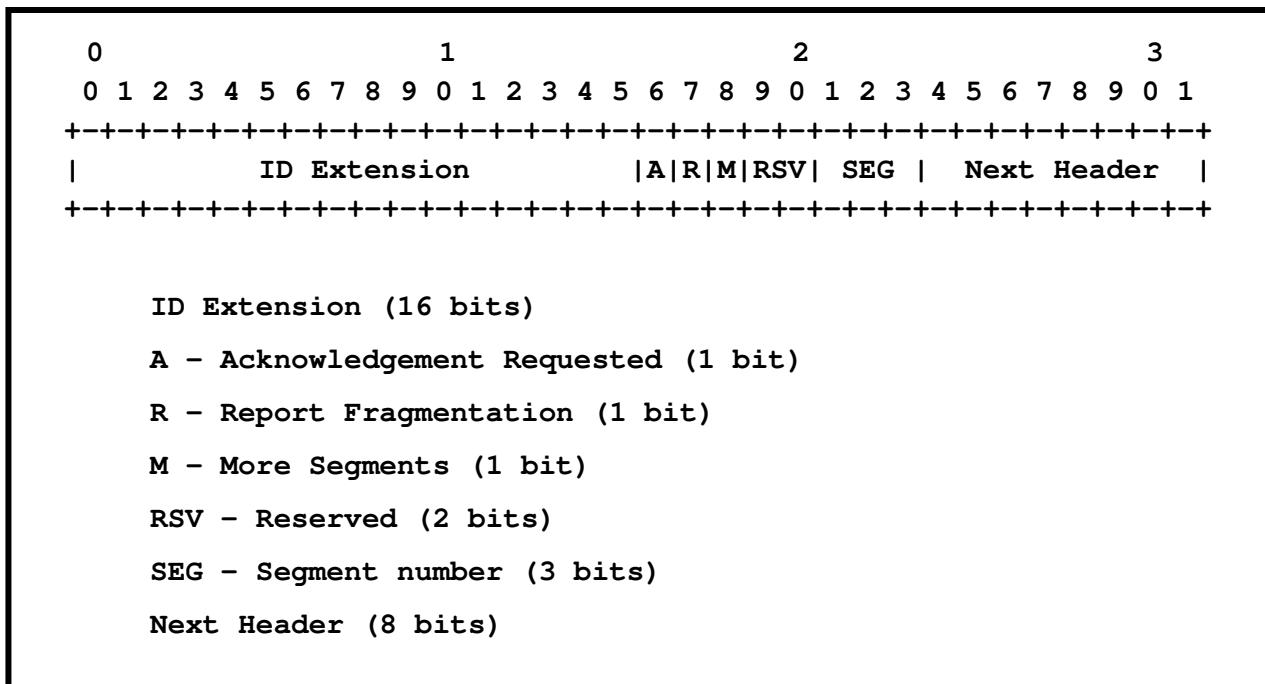 0                   1                   2                   3
0 1 2 3 4 5 6 7 8 9 0 1 2 3 4 5 6 7 8 9 0 1 2 3 4 5 6 7 8 9 0 1
+-+-+-+-+-+-+-+-+-+-+-+-+-+-+-+-+-+-+-+-+-+-+-+-+-+-+-+-+-+-+-+-+
|          ID Extension         |A|R|M|RSV| SEG |  Next Header  |
+-+-+-+-+-+-+-+-+-+-+-+-+-+-+-+-+-+-+-+-+-+-+-+-+-+-+-+-+-+-+-+-+
ID Extension (16 bits)
A - Acknowledgement Requested (1 bit)
R - Report Fragmentation (1 bit)
M - More Segments (1 bit)
RSV - Reserved (2 bits)
SEG - Segment number (3 bits)
Next Header (8 bits)